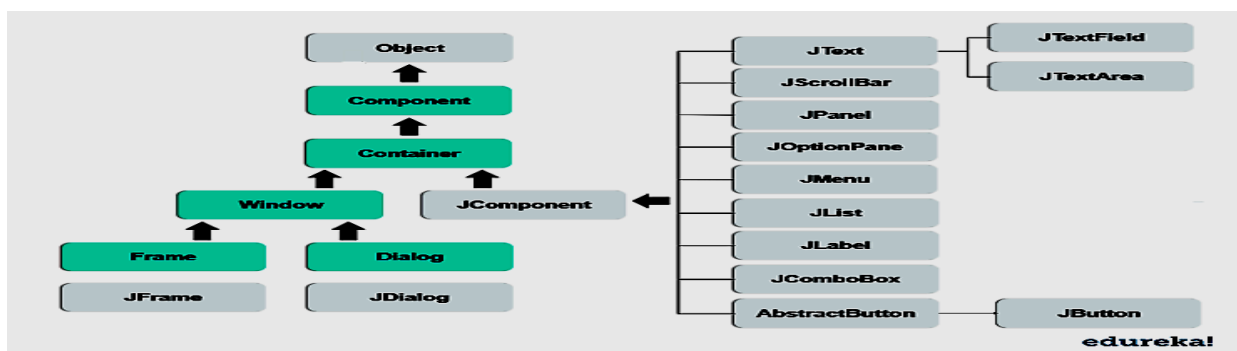 Object
Component
Container
Window
JComponent
Frame
Dialog
JFrame
JDialog
JText
JScrollBar
JPanel
JOptionPane
JMenu
JList
JLabel
JComboBox
AbstractButton
JTextField
JTextArea
JButton
edureka!